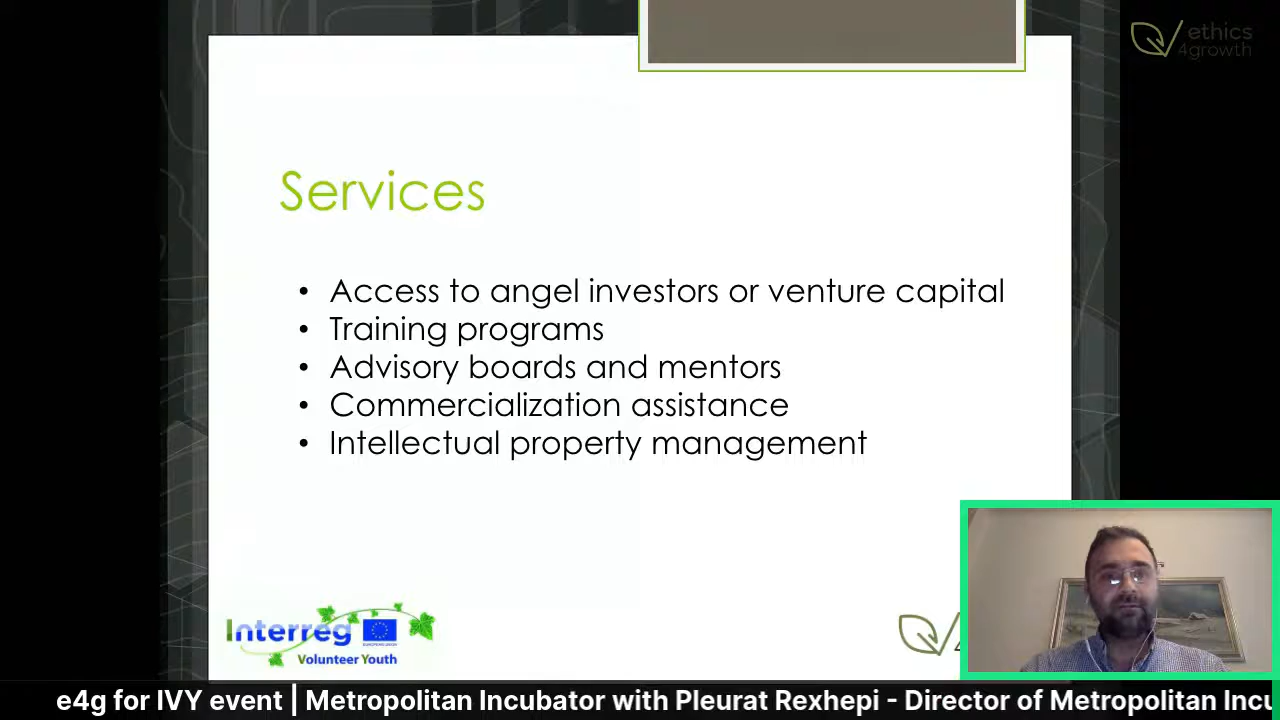 ethics
4growth
Services
• Access to angel investors or venture capital
• Training programs
• Advisory boards and mentors
• Commercialization assistance
• Intellectual property management
Interreg
EUROPEAN UNION
Volunteer Youth
e4g for IVY event | Metropolitan Incubator with Pleurat Rexhepi - Director of Metropolitan Incu